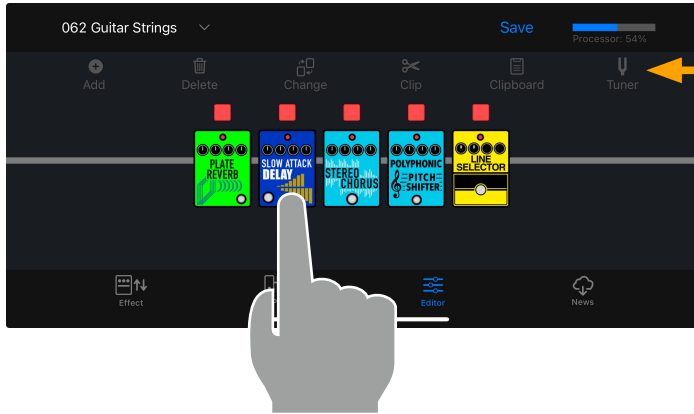 062 Guitar Strings
Save
Processor: 54%
Add
Delete
Change
Clip
Clipboard
Tuner
PLATE
REVERB
SLOW ATTACK
DELAY
STEREO
CHORUS
POLYPHONIC
PITCH
SHIFTER
LINE
SELECTOR
Effect
Editor
News